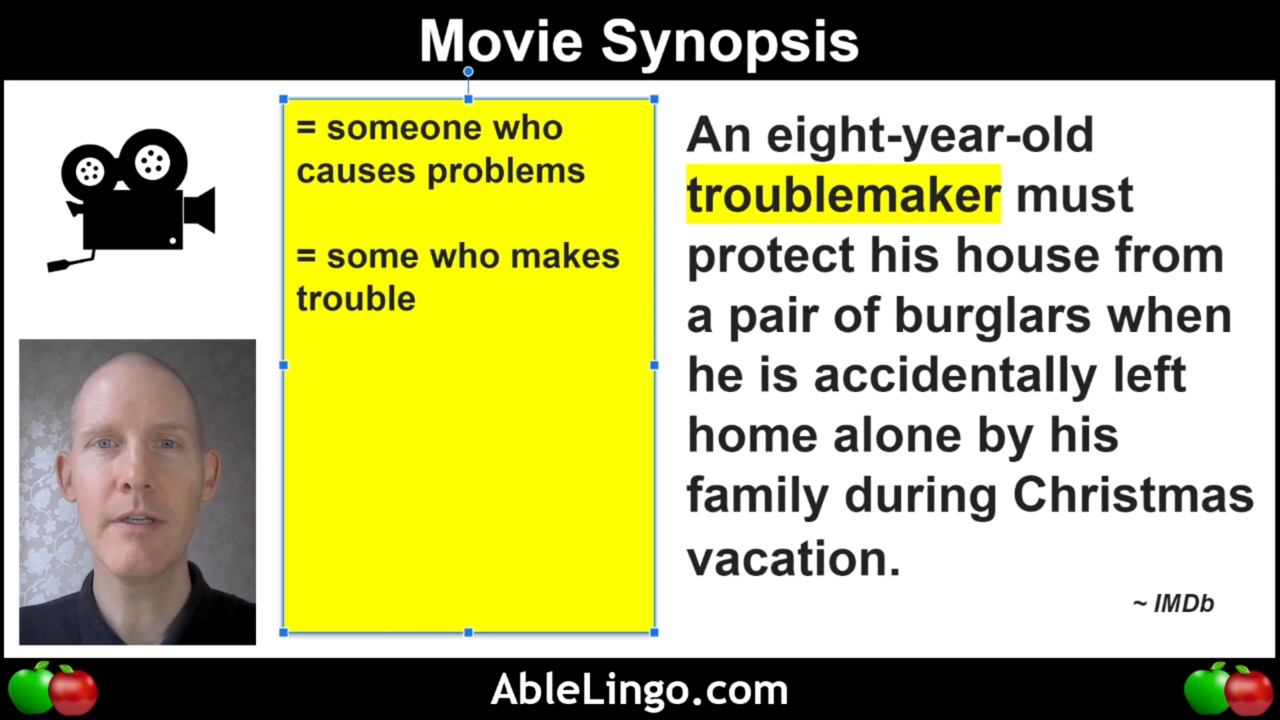 Movie Synopsis
= someone who
causes problems
= some who makes
trouble
An eight-year-old
troublemaker must
protect his house from
a pair of burglars when
he is accidentally left
home alone by his
family during Christmas
vacation.
~ IMDb
AbleLingo.com